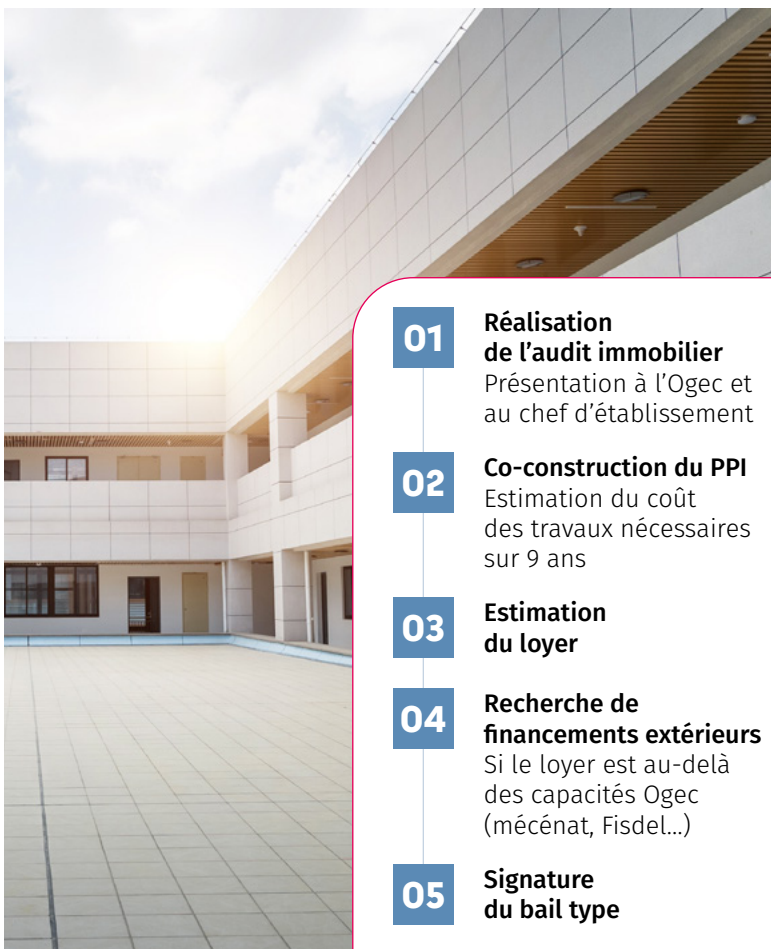 01
Réalisation
de l’audit immobilier
Présentation à l’Ogec et
au chef d’établissement
02
Co-construction du PPI
Estimation du coût
des travaux nécessaires
sur 9 ans
03
Estimation
du loyer
04
Recherche de
financements extérieurs
Si le loyer est au-delà
des capacités Ogec
(mécénat, Fisdel...)
05
Signature
du bail type